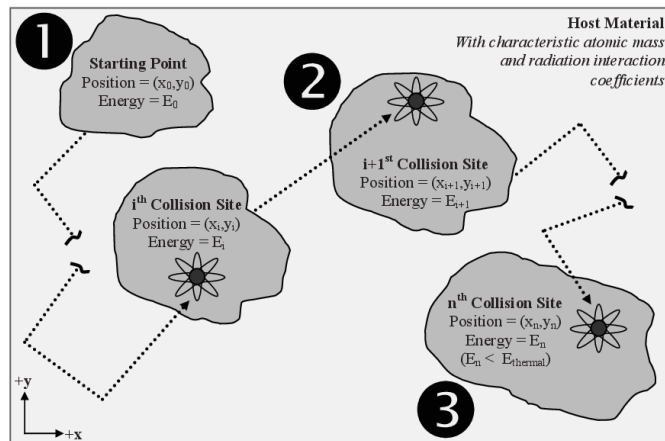 1
Starting Point
Position = (x₀,y₀)
Energy = E₀
2
Host Material
With characteristic atomic mass
and radiation interaction
coefficients
iᵗʰ Collision Site
Position = (xᵢ,yᵢ)
Energy = Eᵢ
i+1ˢᵗ Collision Site
Position = (xᵢ₊₁,yᵢ₊₁)
Energy = Eᵢ₊₁
nᵗʰ Collision Site
Position = (xₙ,yₙ)
Energy = Eₙ
(Eₙ < Eₜₕₑᵣₘₐₗ)
3
+y
+x